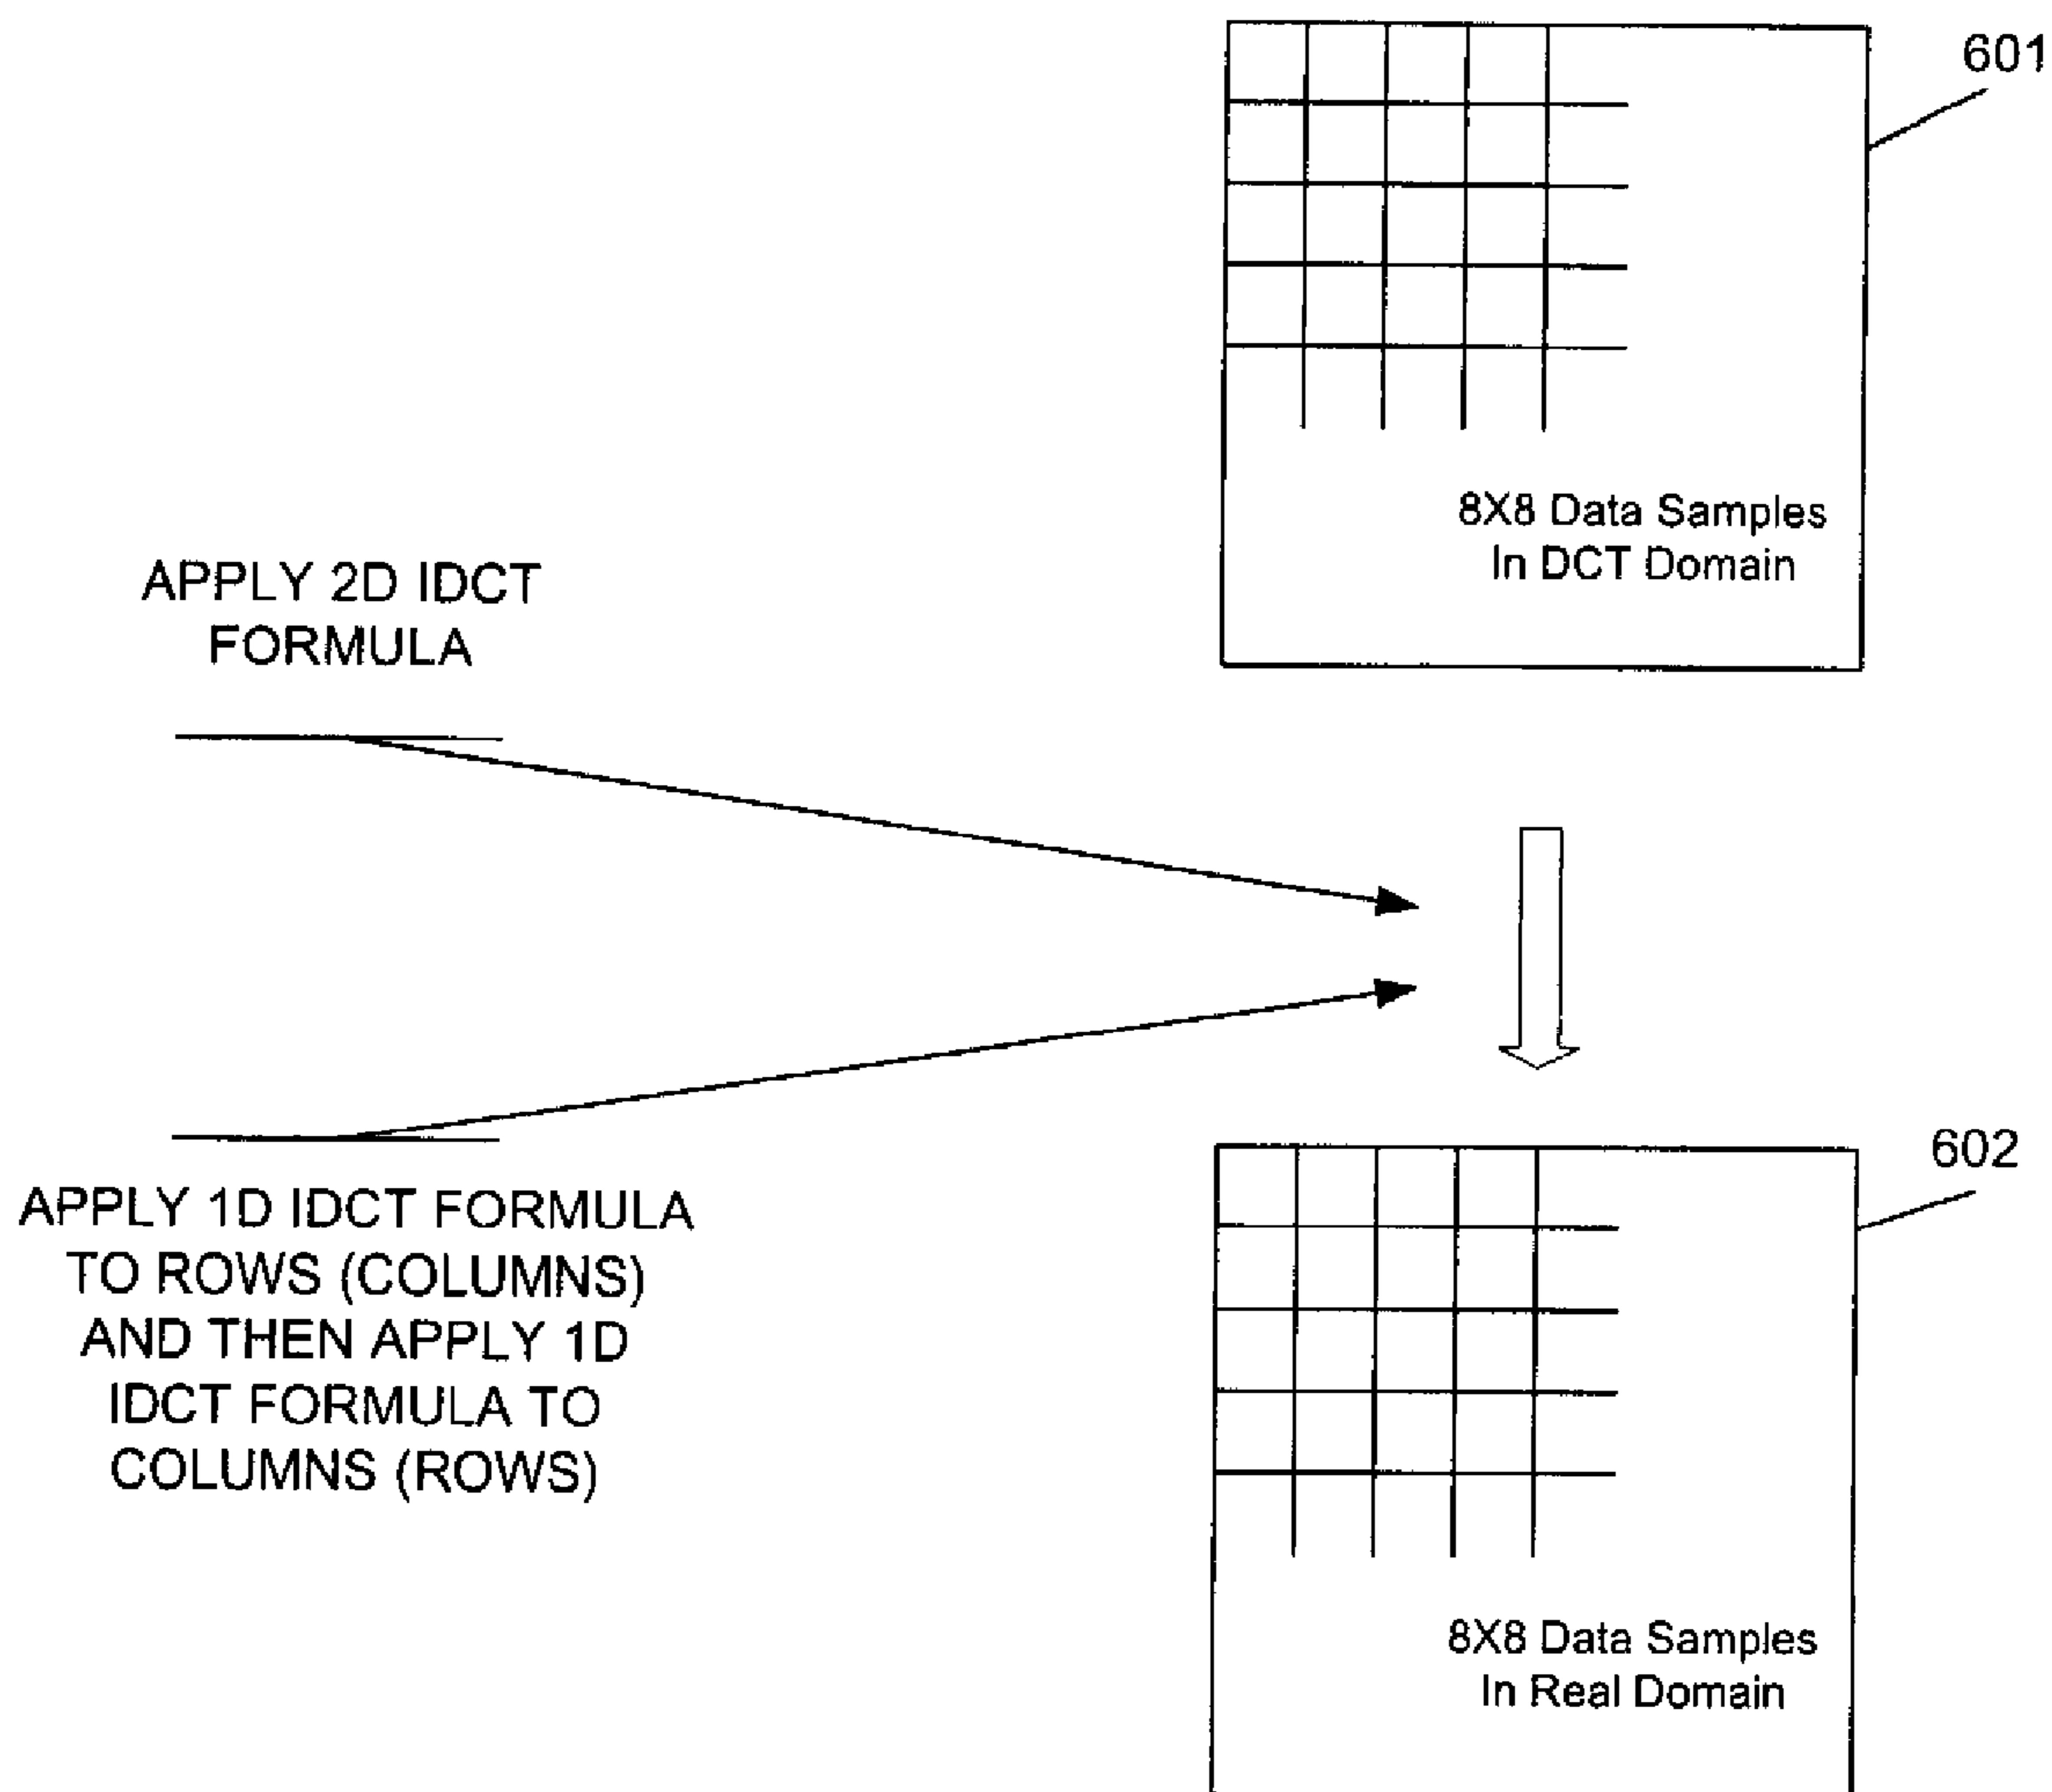 601
8X8 Data Samples
In DCT Domain
APPLY 2D IDCT
FORMULA
602
APPLY 1D IDCT FORMULA
TO ROWS (COLUMNS)
AND THEN APPLY 1D
IDCT FORMULA TO
COLUMNS (ROWS)
8X8 Data Samples
In Real Domain